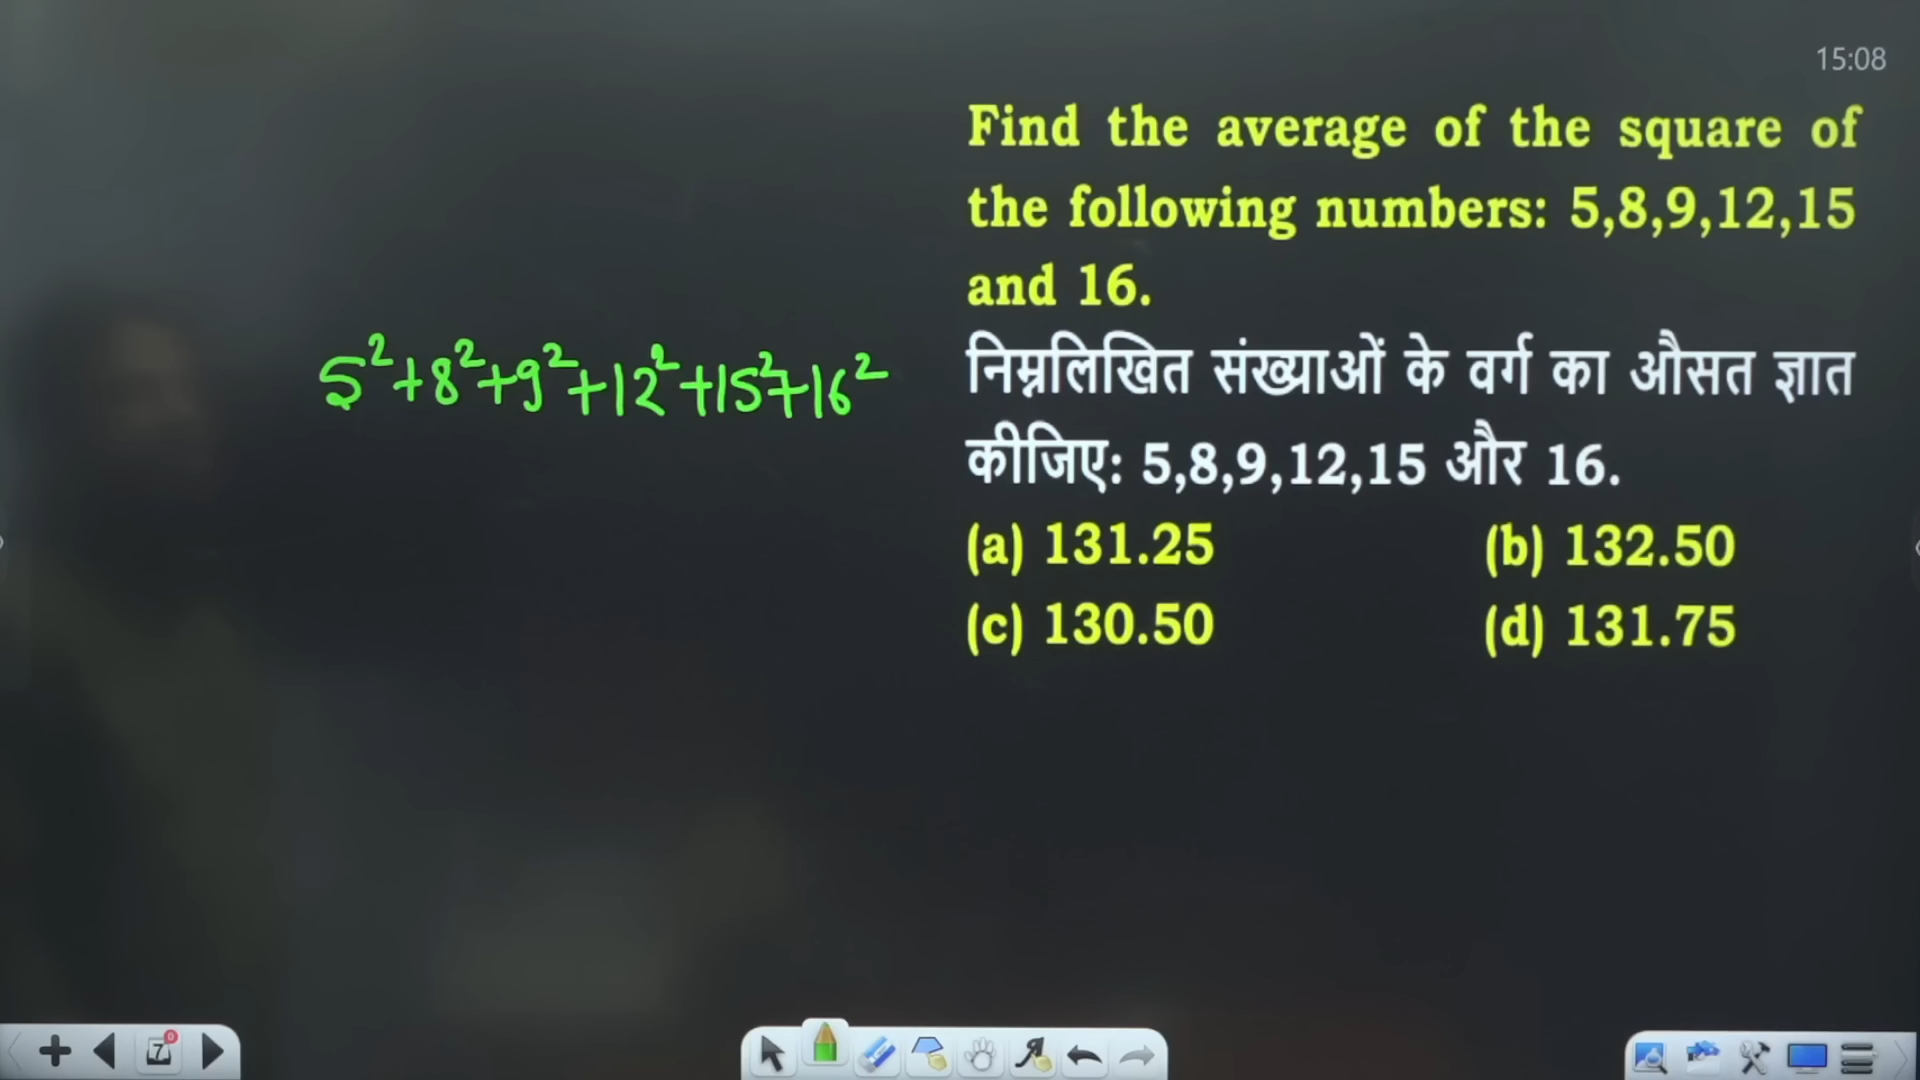 15:08
Find the average of the square of
the following numbers: 5,8,9,12,15
and 16.
5²+8²+9²+12²+15²+16²
निम्नलिखित संख्याओं के वर्ग का औसत ज्ञात
कीजिए: 5,8,9,12,15 और 16.
(a) 131.25 (b) 132.50
(c) 130.50 (d) 131.75
7 0